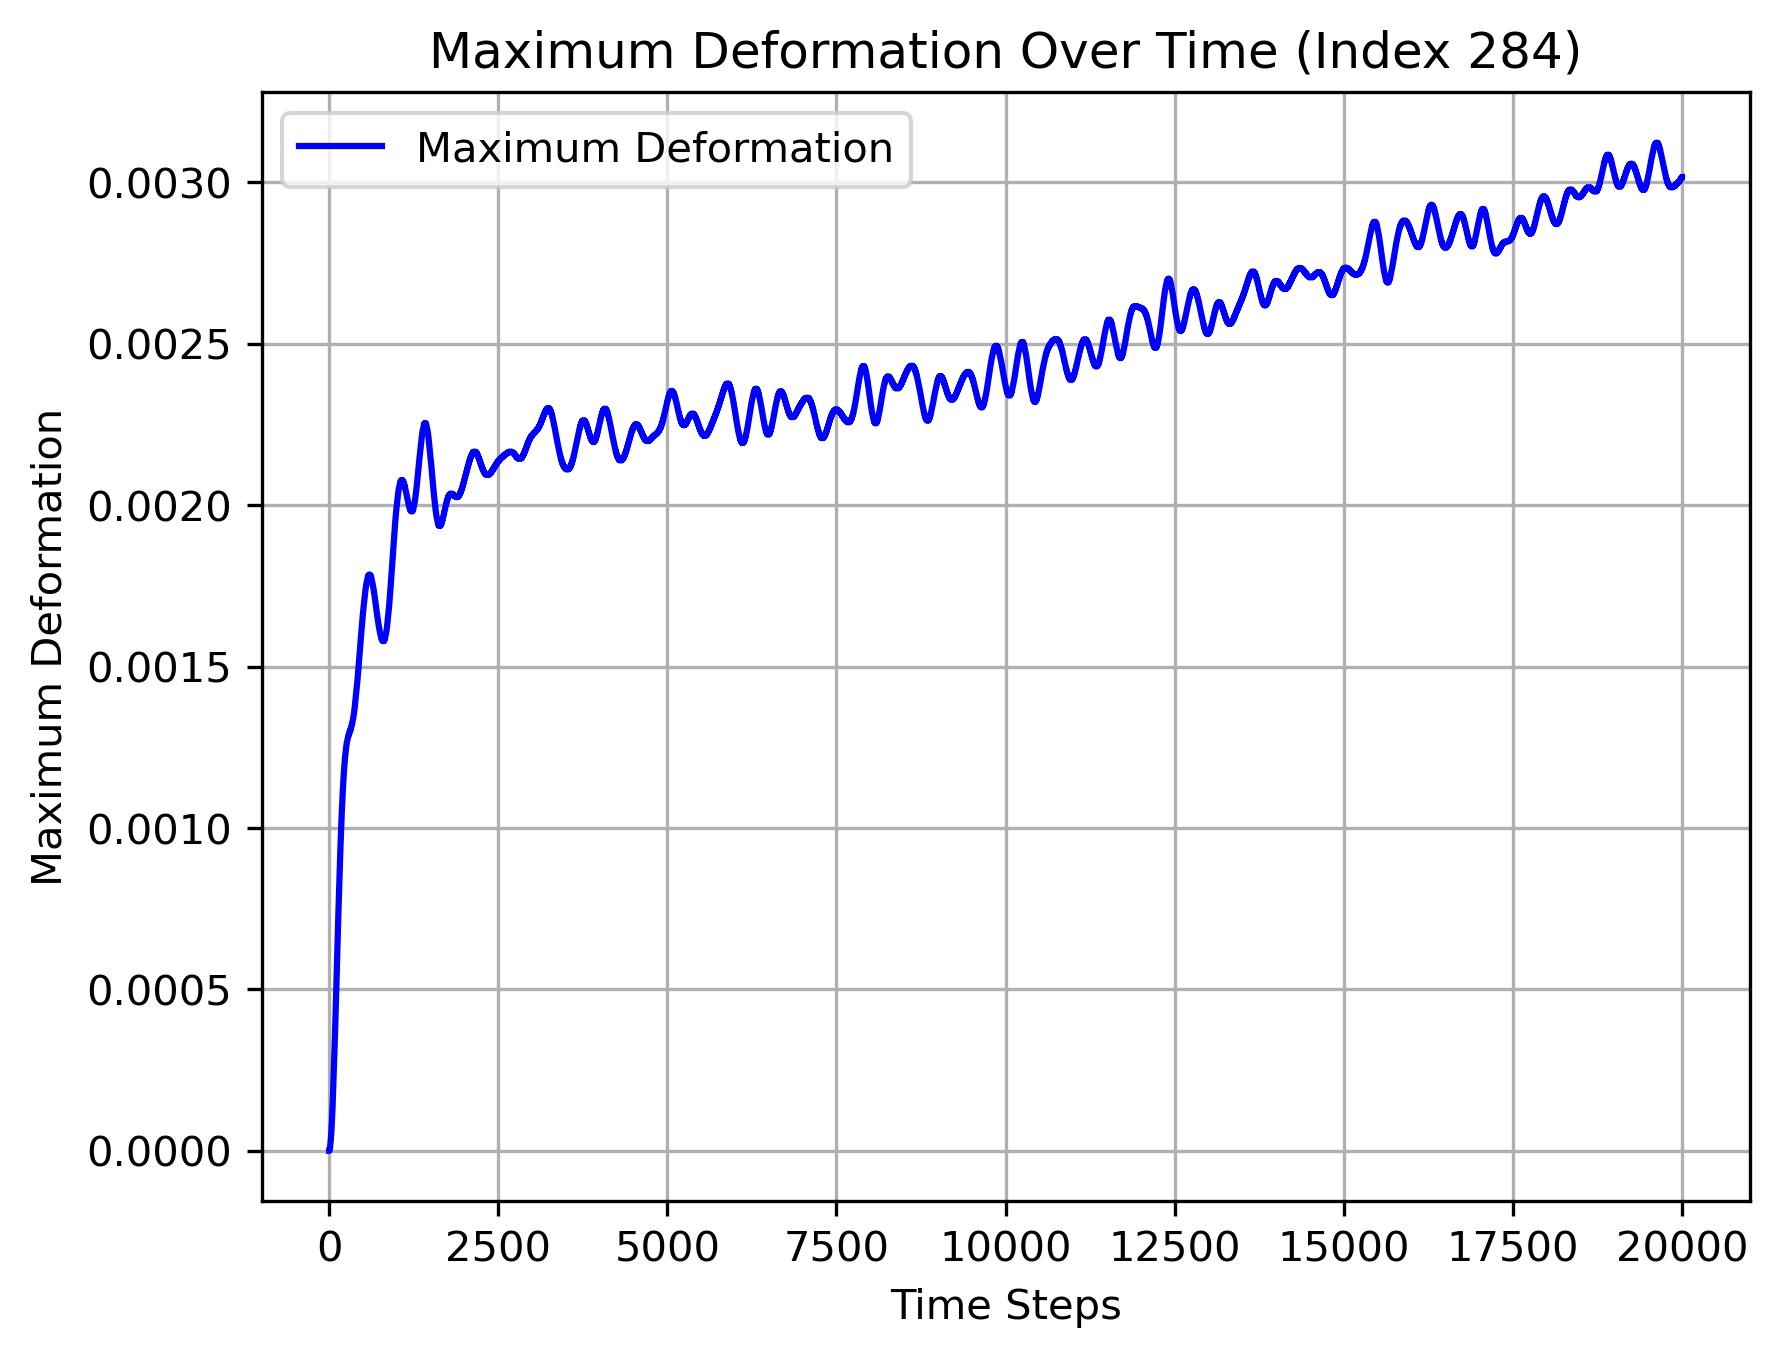 Maximum Deformation Over Time (Index 284)
Maximum Deformation
0.0030
0.0025
0.0020
0.0015
0.0010
0.0005
0.0000
Maximum Deformation
0 2500 5000 7500 10000 12500 15000 17500 20000
Time Steps